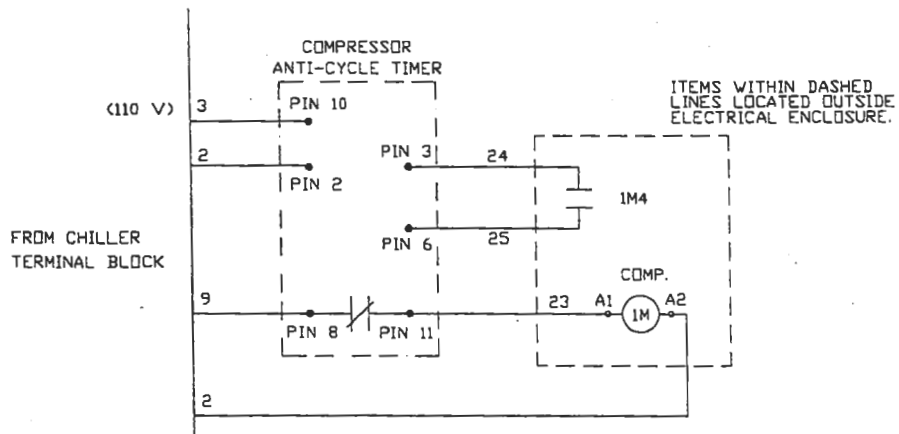 COMPRESSOR
ANTI-CYCLE TIMER
ITEMS WITHIN DASHED
LINES LOCATED OUTSIDE
ELECTRICAL ENCLOSURE.
(110 V)
3
PIN 10
2
PIN 2
PIN 3
24
1M4
PIN 6
25
FROM CHILLER
TERMINAL BLOCK
COMP.
9
PIN 8
PIN 11
23
A1
1M
A2
2